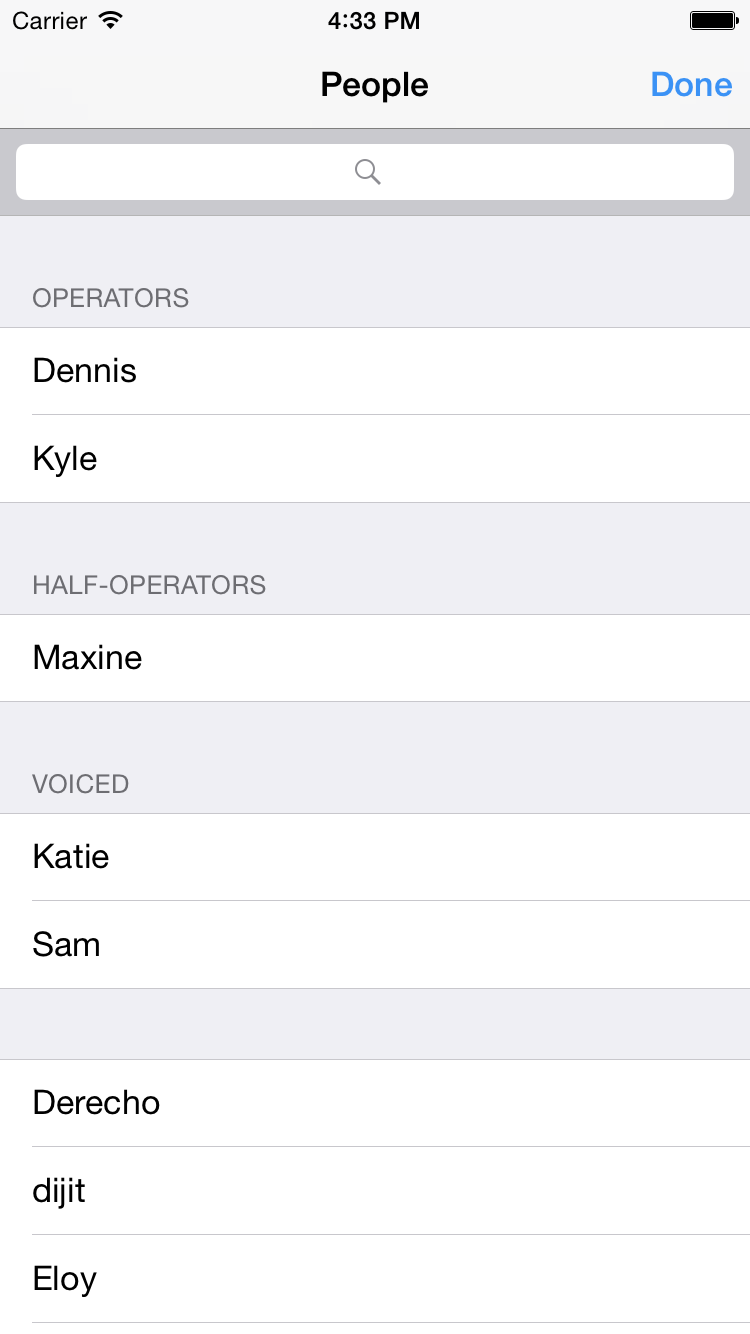 Carrier 4:33 PM
People Done
OPERATORS
Dennis
Kyle
HALF-OPERATORS
Maxine
VOICED
Katie
Sam
Derecho
dijit
Eloy